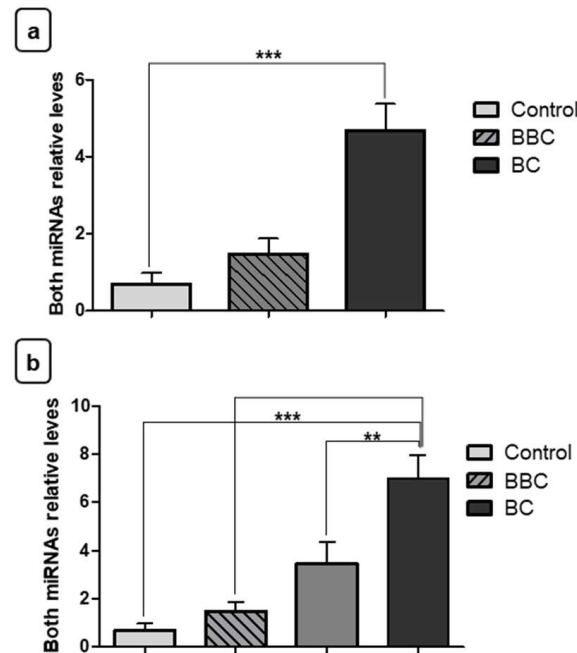 a
Both miRNAs relative leves
6
4
2
0
***
Control
BBC
BC
b
Both miRNAs relative leves
10
8
6
4
2
0
***
**
Control
BBC
BC